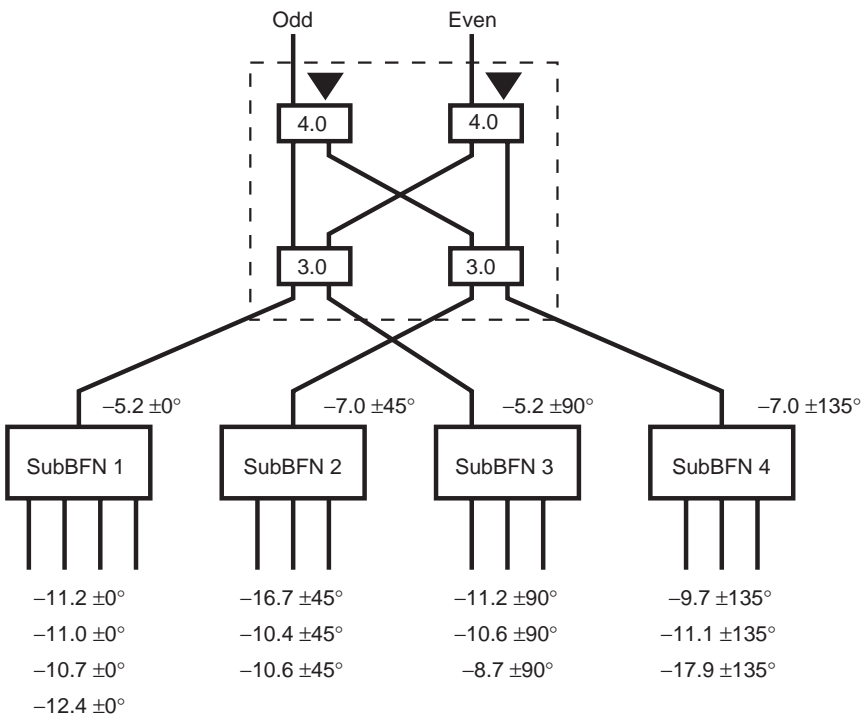 Odd Even
4.0 4.0
3.0 3.0
−5.2 ±0° −7.0 ±45° −5.2 ±90° −7.0 ±135°
SubBFN 1 SubBFN 2 SubBFN 3 SubBFN 4
−11.2 ±0° −16.7 ±45° −11.2 ±90° −9.7 ±135°
−11.0 ±0° −10.4 ±45° −10.6 ±90° −11.1 ±135°
−10.7 ±0° −10.6 ±45° −8.7 ±90° −17.9 ±135°
−12.4 ±0°